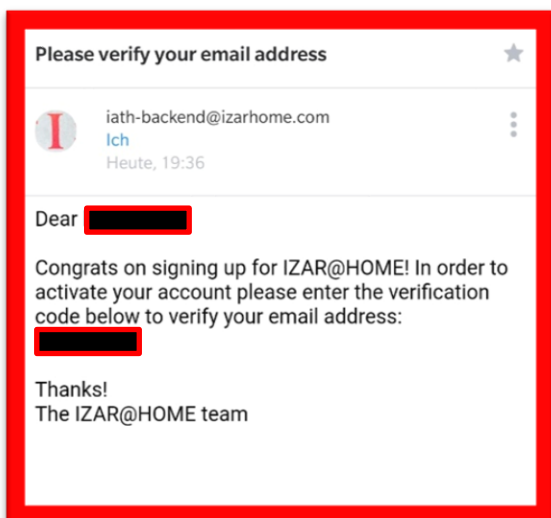 Please verify your email address
I
iath-backend@izarhome.com
Ich
Heute, 19:36
Dear
Congrats on signing up for IZAR@HOME! In order to
activate your account please enter the verification
code below to verify your email address:
Thanks!
The IZAR@HOME team